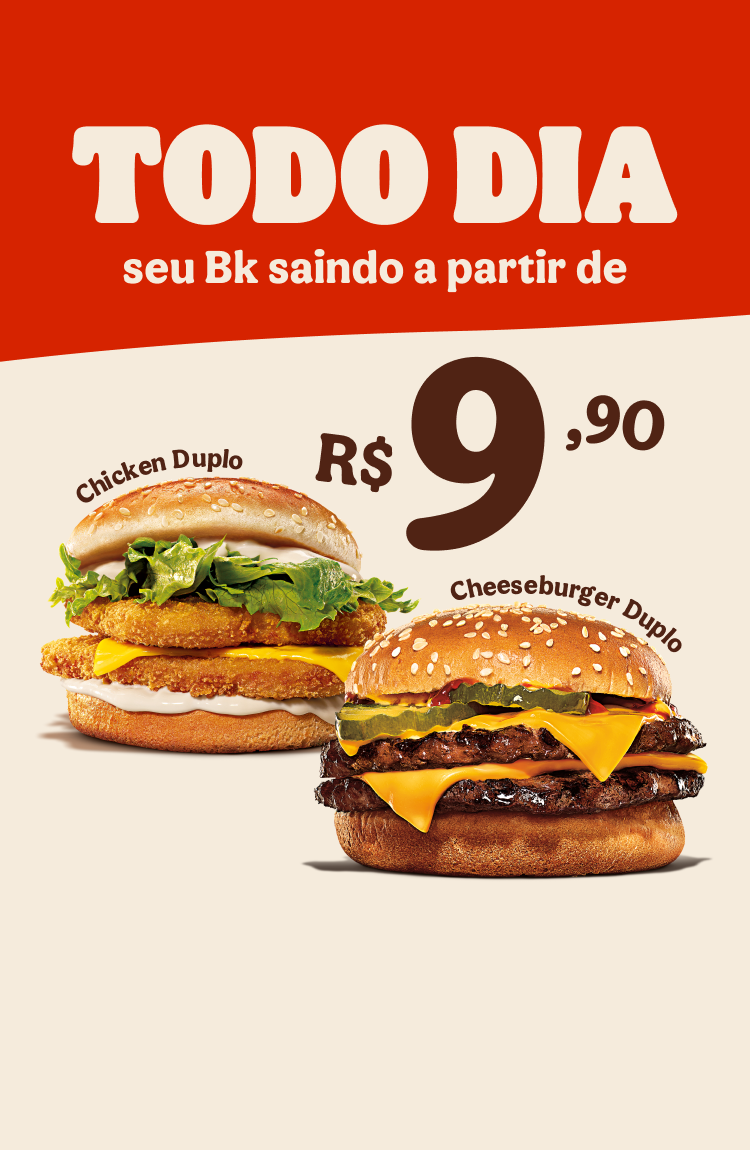 TODO DIA
seu Bk saindo a partir de
R$ 9,90
Chicken Duplo
Cheeseburger Duplo